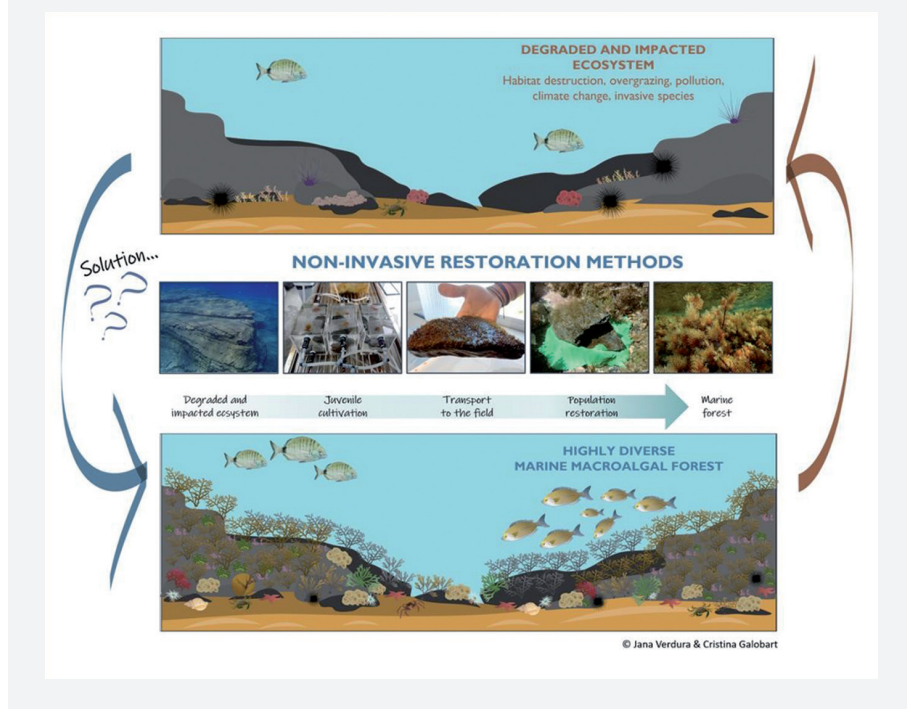 DEGRADED AND IMPACTED
ECOSYSTEM
Habitat destruction, overgrazing, pollution,
climate change, invasive species
Solution...
???
NON-INVASIVE RESTORATION METHODS
Degraded and
impacted ecsystem
Juvenile
cultivation
Transport
to the field
Population
restoration
Marine
forest
HIGHLY DIVERSE
MARINE MACROALGAL FOREST
© Jana Verdura & Cristina Galobart